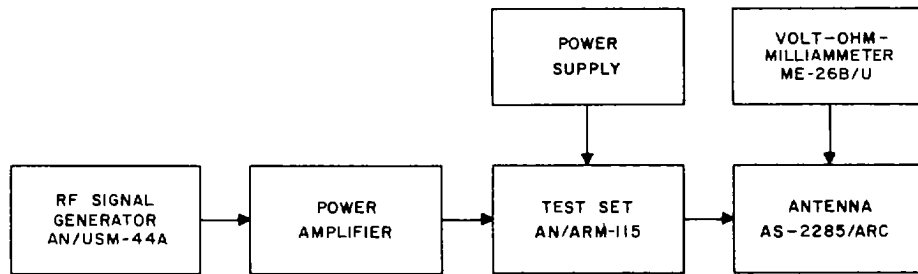 POWER
SUPPLY
VOLT-OHM-
MILLIAMMETER
ME-26B/U
RF SIGNAL
GENERATOR
AN/USM-44A
POWER
AMPLIFIER
TEST SET
AN/ARM-115
ANTENNA
AS-2285/ARC